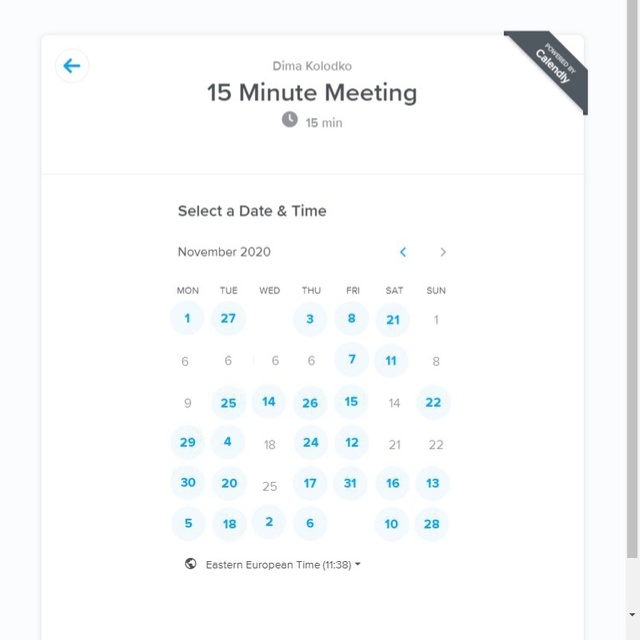 Dima Kolodko
15 Minute Meeting
15 min
POWERED BY
Calendly
Select a Date & Time
November 2020
MON TUE WED THU FRI SAT SUN
1 27 3 8 21 1
6 6 6 6 7 11 8
9 25 14 26 15 14 22
29 4 18 24 12 21 22
30 20 25 17 31 16 13
5 18 2 6 10 28
Eastern European Time (11:38)